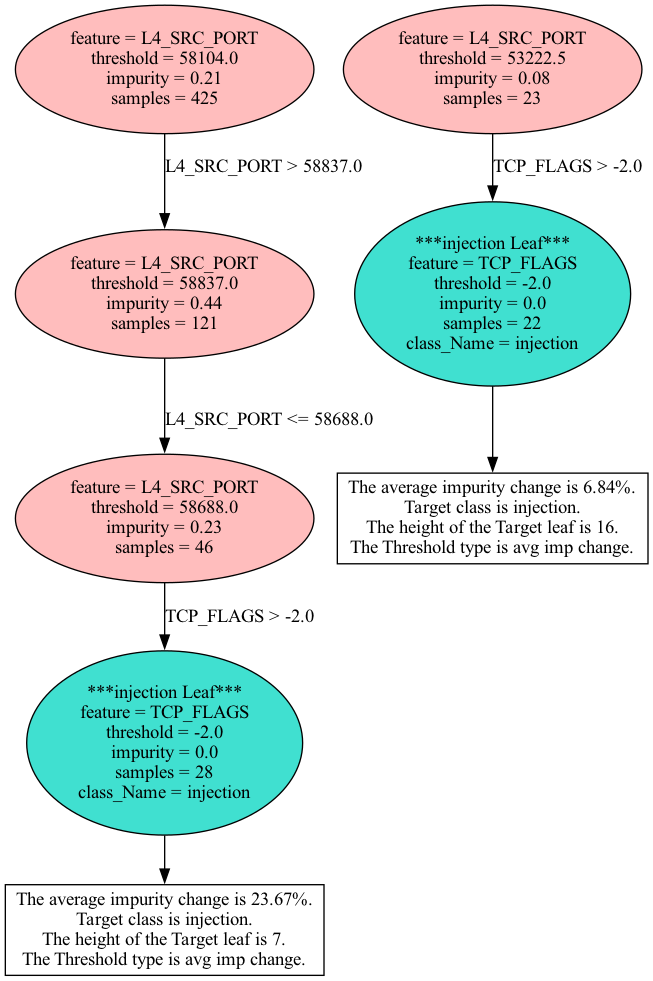 feature = L4_SRC_PORT
threshold = 58104.0
impurity = 0.21
samples = 425
L4_SRC_PORT > 58837.0
feature = L4_SRC_PORT
threshold = 58837.0
impurity = 0.44
samples = 121
L4_SRC_PORT <= 58688.0
feature = L4_SRC_PORT
threshold = 58688.0
impurity = 0.23
samples = 46
TCP_FLAGS > -2.0
***injection Leaf***
feature = TCP_FLAGS
threshold = -2.0
impurity = 0.0
samples = 28
class_Name = injection
The average impurity change is 23.67%.
Target class is injection.
The height of the Target leaf is 7.
The Threshold type is avg imp change.
feature = L4_SRC_PORT
threshold = 53222.5
impurity = 0.08
samples = 23
TCP_FLAGS > -2.0
***injection Leaf***
feature = TCP_FLAGS
threshold = -2.0
impurity = 0.0
samples = 22
class_Name = injection
The average impurity change is 6.84%.
Target class is injection.
The height of the Target leaf is 16.
The Threshold type is avg imp change.